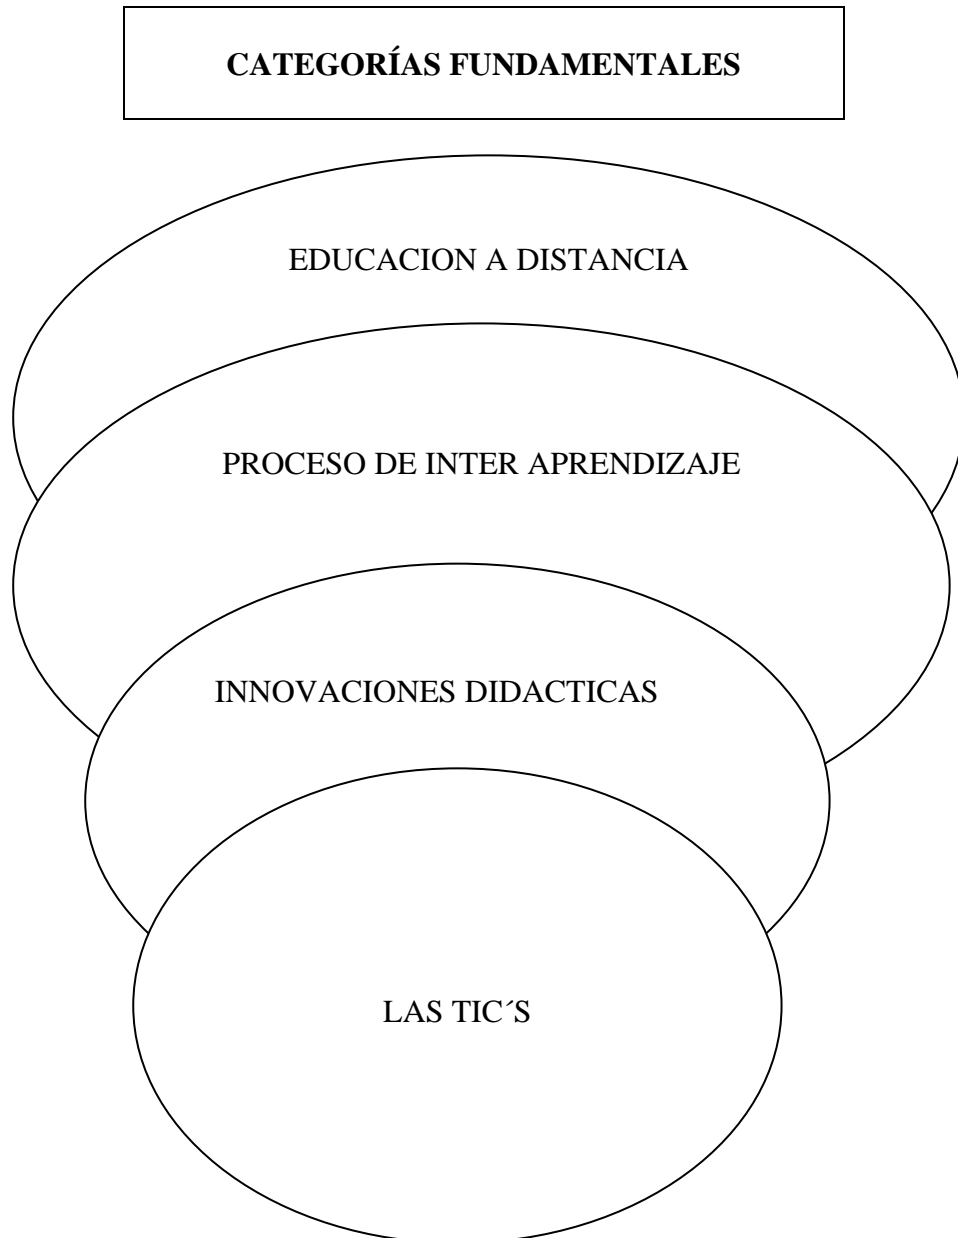 CATEGORÍAS FUNDAMENTALES
EDUCACION A DISTANCIA
PROCESO DE INTER APRENDIZAJE
INNOVACIONES DIDACTICAS
LAS TIC´S